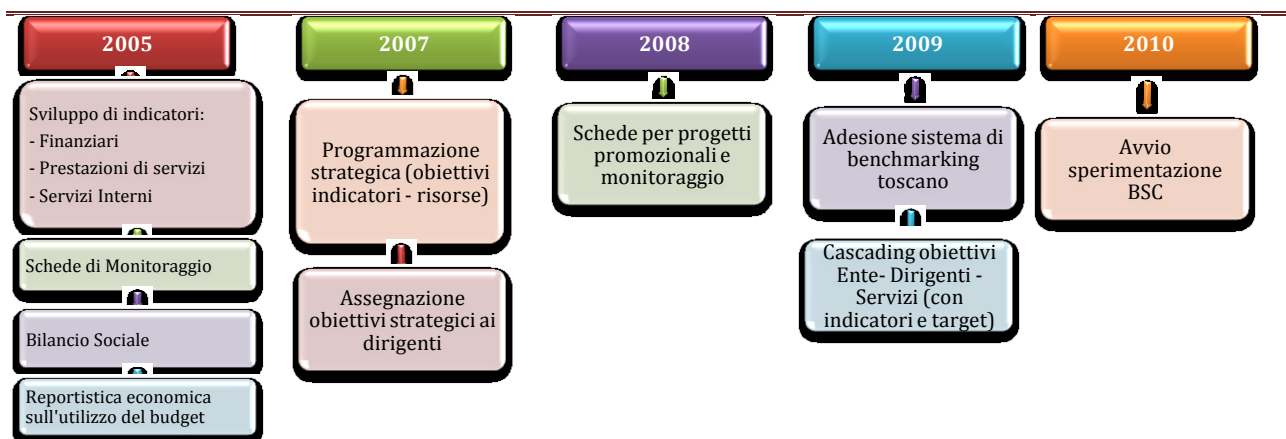 2005
Sviluppo di indicatori:
- Finanziari
- Prestazioni di servizi
- Servizi Interni
Schede di Monitoraggio
Bilancio Sociale
Reportistica economica
sull'utilizzo del budget
2007
Programmazione
strategica (obiettivi
indicatori - risorse)
Assegnazione
obiettivi strategici ai
dirigenti
2008
Schede per progetti
promozionali e
monitoraggio
2009
Adesione sistema di
benchmarking
toscano
Cascading obiettivi
Ente- Dirigenti -
Servizi (con
indicatori e target)
2010
Avvio
sperimentazione
BSC